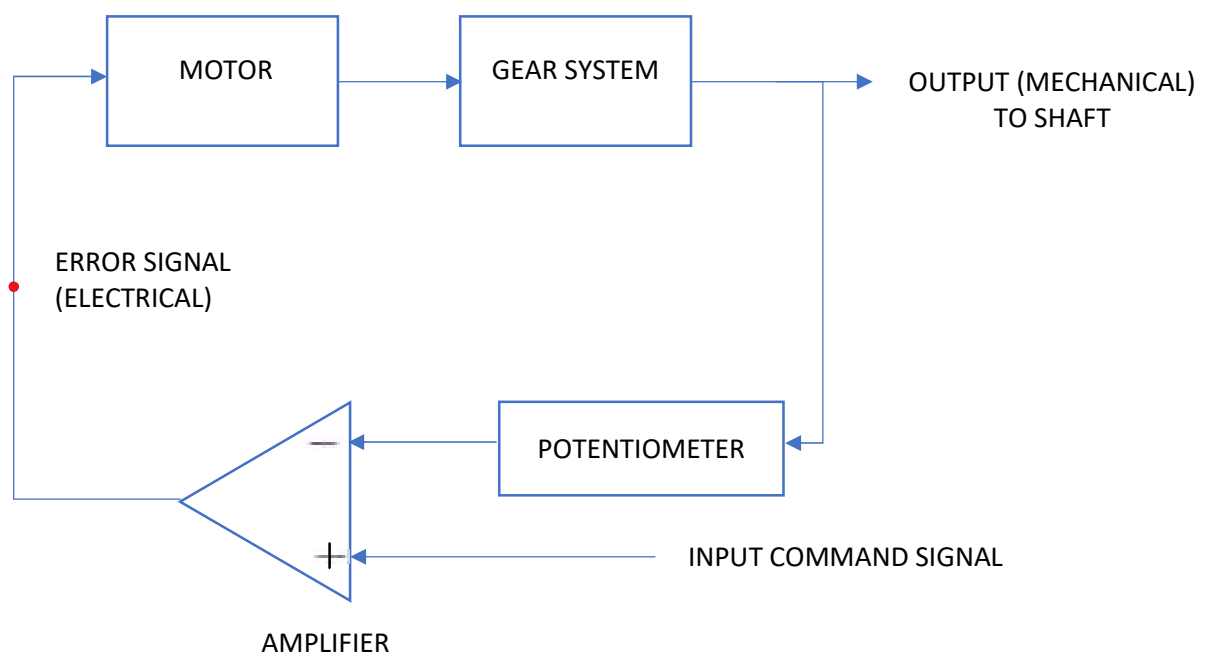 MOTOR
GEAR SYSTEM
OUTPUT (MECHANICAL)
TO SHAFT
ERROR SIGNAL
(ELECTRICAL)
POTENTIOMETER
INPUT COMMAND SIGNAL
AMPLIFIER